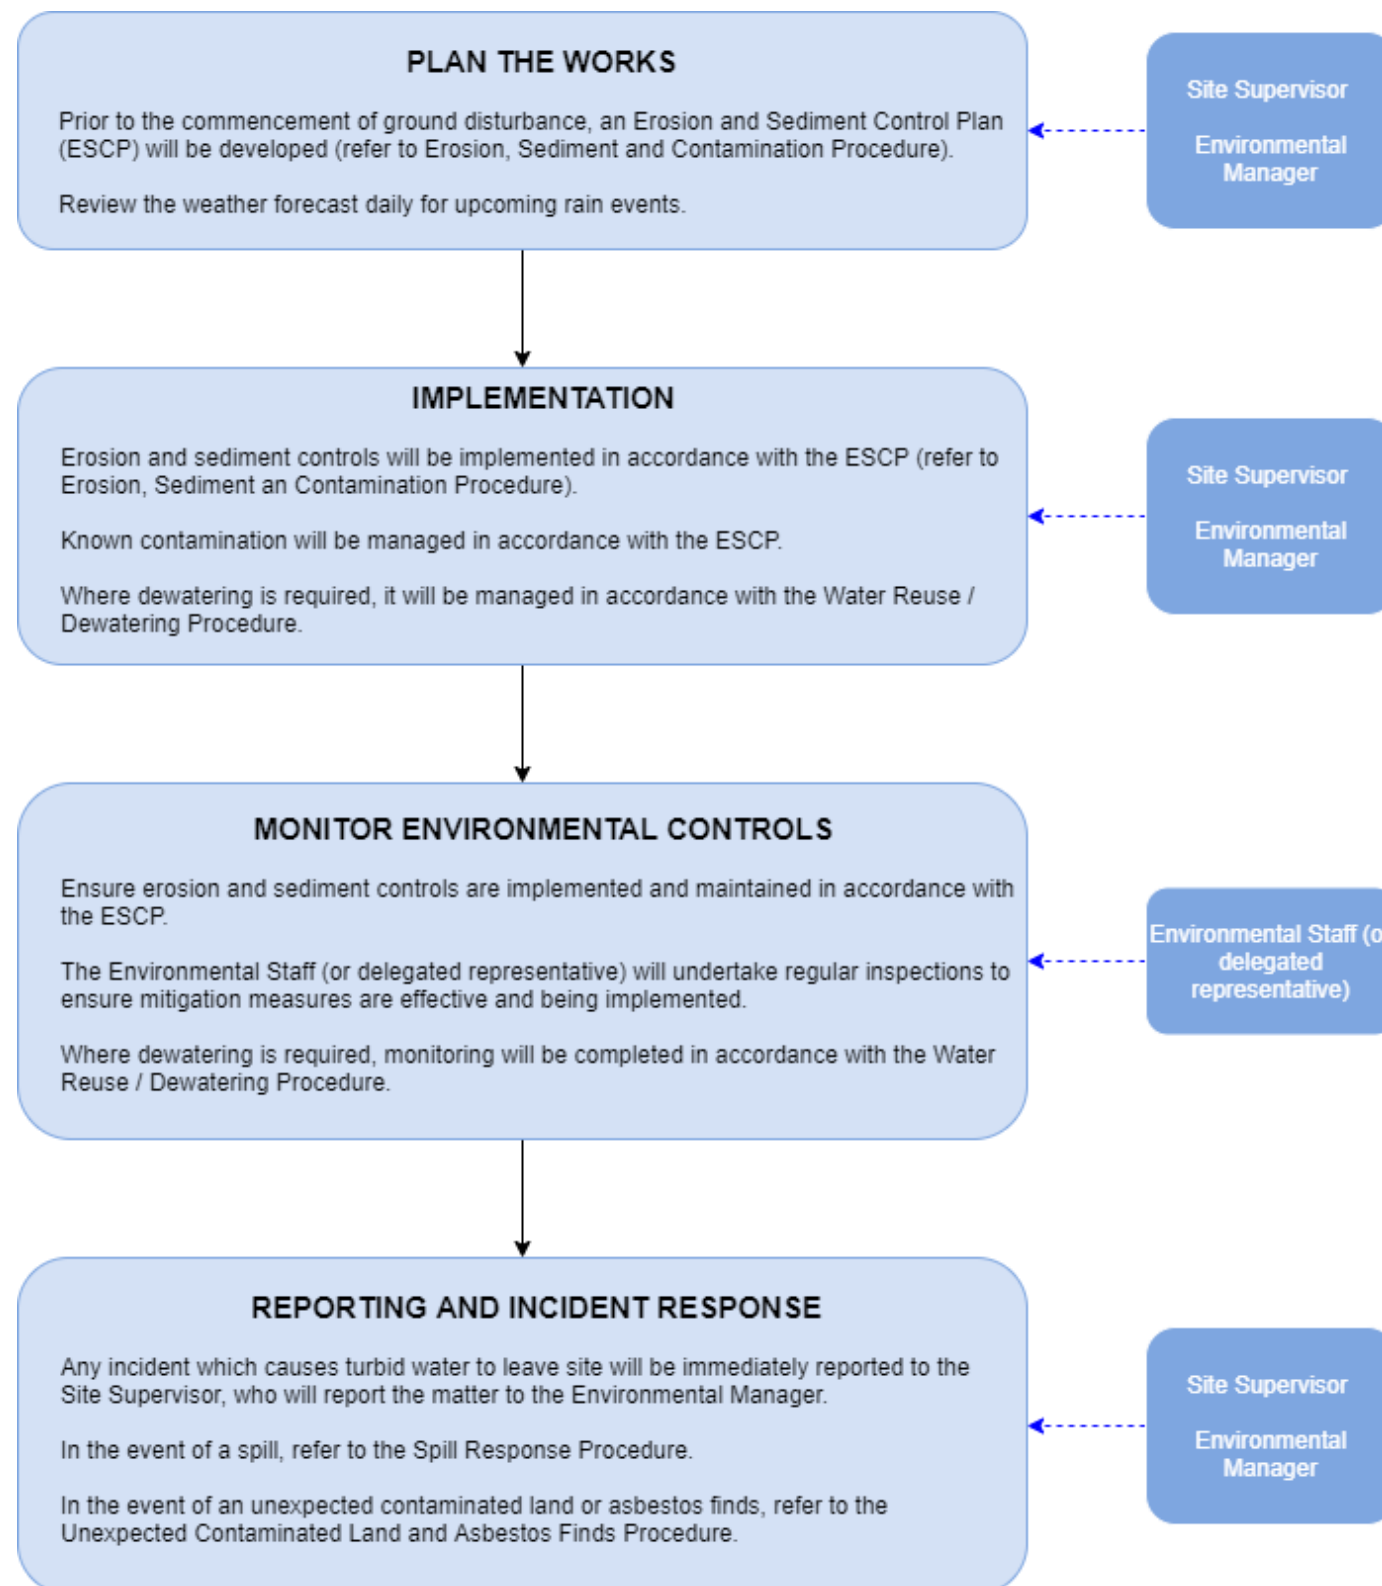 PLAN THE WORKS
Prior to the commencement of ground disturbance, an Erosion and Sediment Control Plan
(ESCP) will be developed (refer to Erosion, Sediment and Contamination Procedure).
Review the weather forecast daily for upcoming rain events.
Site Supervisor
Environmental
Manager
IMPLEMENTATION
Erosion and sediment controls will be implemented in accordance with the ESCP (refer to
Erosion, Sediment an Contamination Procedure).
Known contamination will be managed in accordance with the ESCP.
Where dewatering is required, it will be managed in accordance with the Water Reuse /
Dewatering Procedure.
Site Supervisor
Environmental
Manager
MONITOR ENVIRONMENTAL CONTROLS
Ensure erosion and sediment controls are implemented and maintained in accordance with
the ESCP.
The Environmental Staff (or delegated representative) will undertake regular inspections to
ensure mitigation measures are effective and being implemented.
Where dewatering is required, monitoring will be completed in accordance with the Water
Reuse / Dewatering Procedure.
Environmental Staff (o
delegated
representative)
REPORTING AND INCIDENT RESPONSE
Any incident which causes turbid water to leave site will be immediately reported to the
Site Supervisor, who will report the matter to the Environmental Manager.
In the event of a spill, refer to the Spill Response Procedure.
In the event of an unexpected contaminated land or asbestos finds, refer to the
Unexpected Contaminated Land and Asbestos Finds Procedure.
Site Supervisor
Environmental
Manager